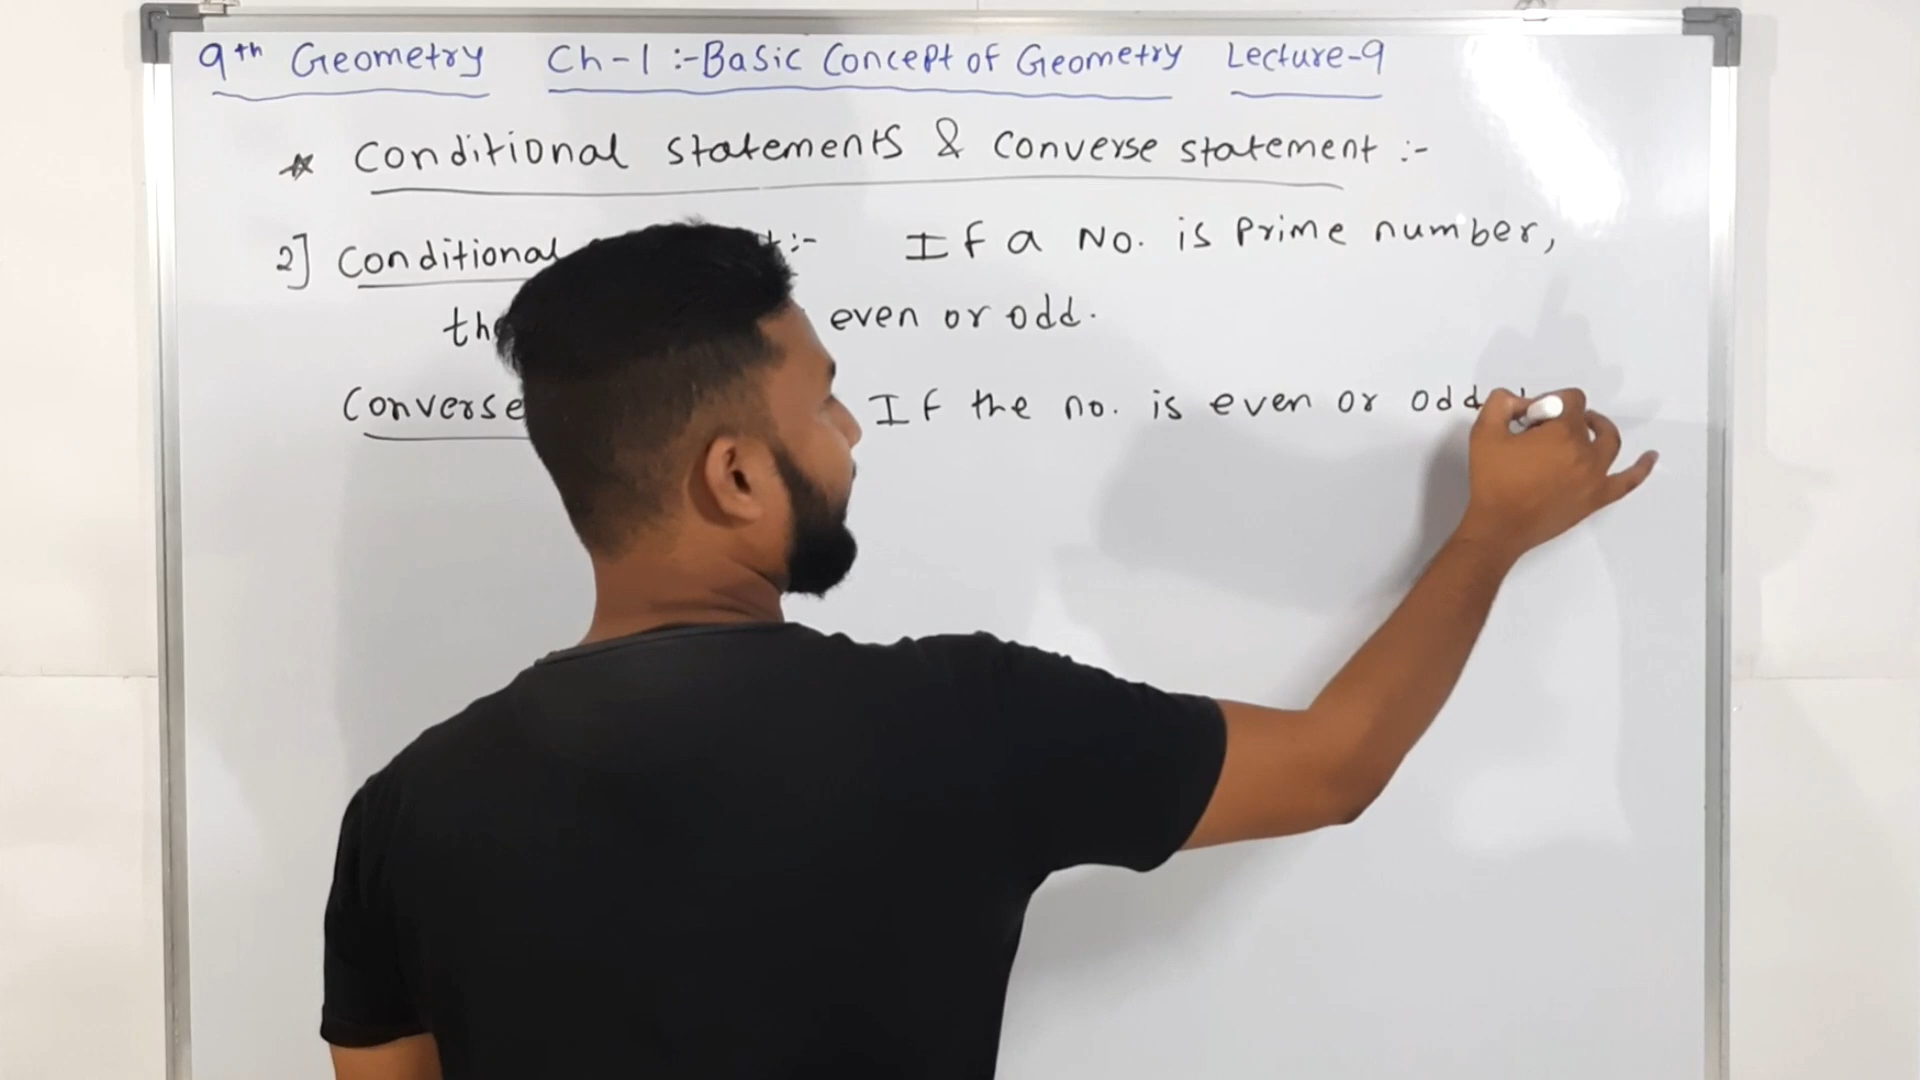 9th Geometry Ch-1 :- Basic Concept of Geometry Lecture-9
* Conditional statements & Converse statement :-
2] Conditional :- If a No. is Prime number,
even or odd.
Converse If the no. is even or odd